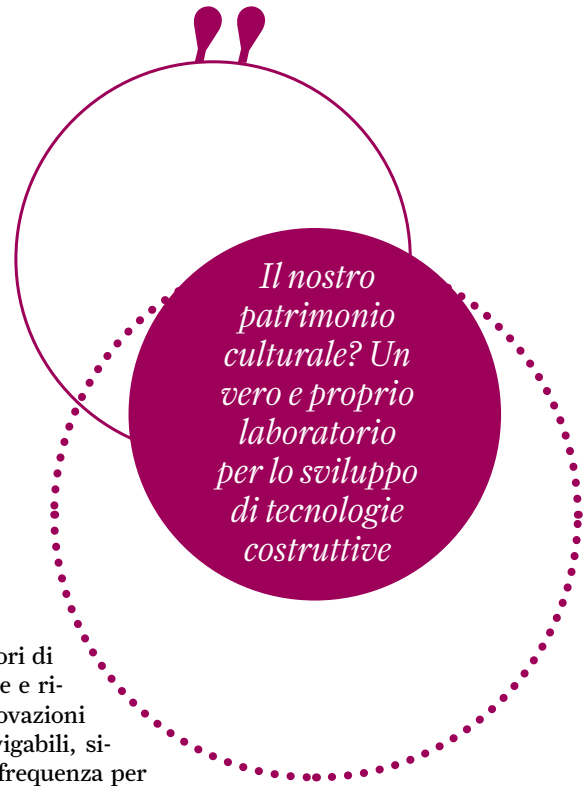 Il nostro
patrimonio
culturale? Un
vero e proprio
laboratorio
per lo sviluppo
di tecnologie
costruttive
ori di
e e ri-
ovazioni
vigabili, si-
frequenza per